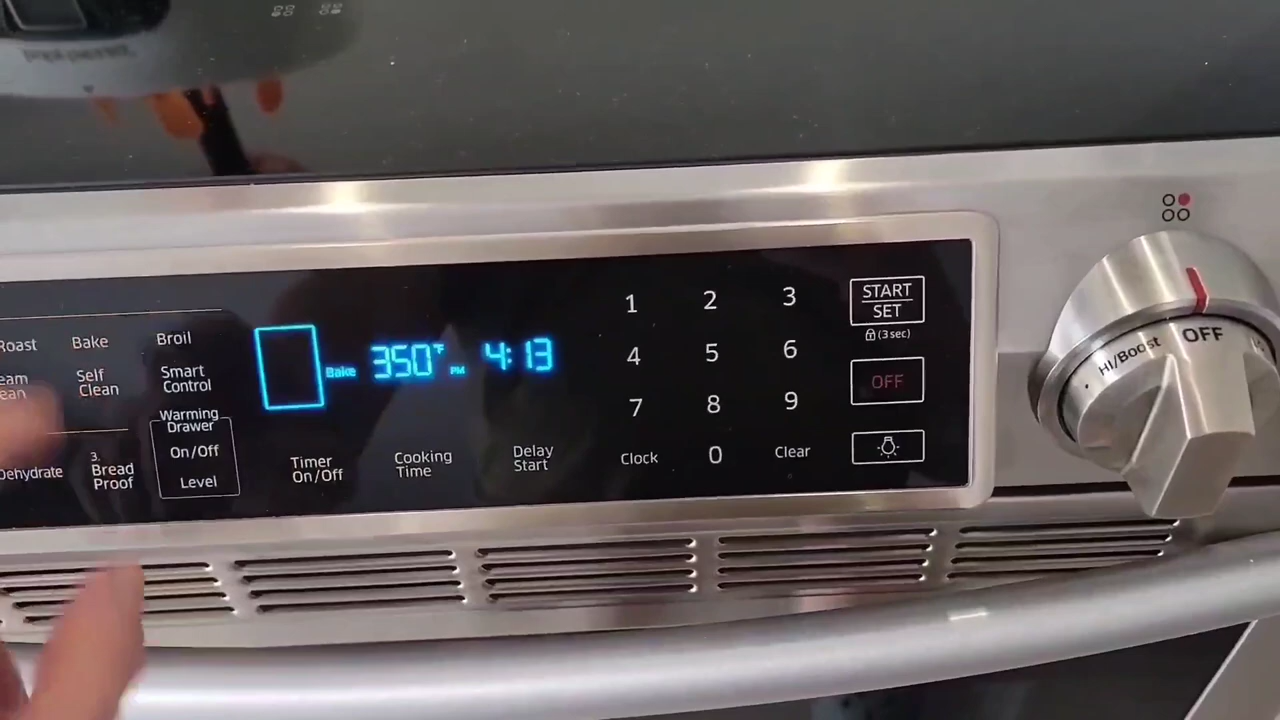 Roast
Bake
Broil
Self
Clean
Smart
Control
Warming
Drawer
On/Off
Level
Dehydrate
3.
Bread
Proof
Bake
350°F
PM
4:13
Timer
On/Off
Cooking
Time
Delay
Start
1 2 3
4 5 6
7 8 9
Clock 0 Clear
START
SET
(3 sec)
OFF
HI/Boost
OFF